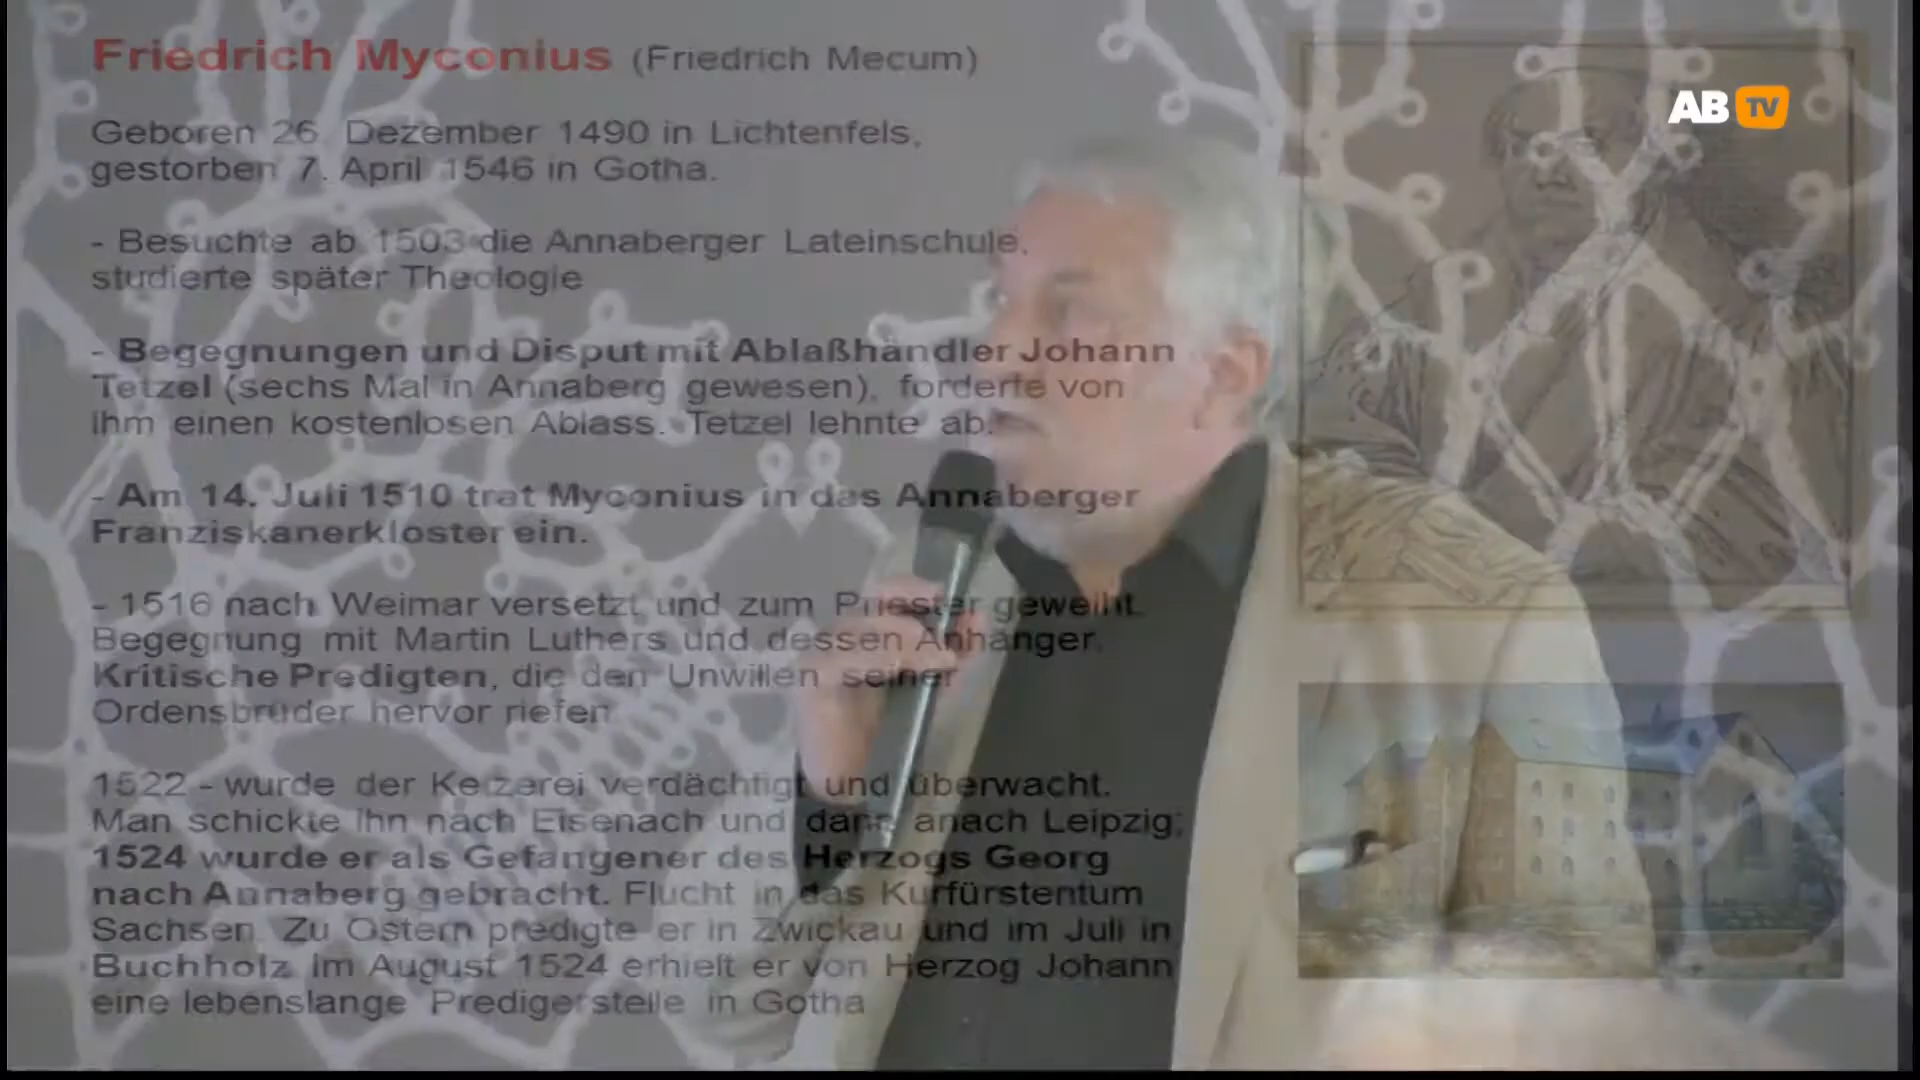 Friedrich Myconius (Friedrich Mecum)
AB TV
Geboren 26. Dezember 1490 in Lichtenfels,
gestorben 7. April 1546 in Gotha.
- Besuchte ab 1503 die Annaberger Lateinschule.
studierte später Theologie
- Begegnungen und Disput mit Ablaßhändler Johann
Tetzel (sechs Mal in Annaberg gewesen), forderte von
ihm einen kostenlosen Ablass. Tetzel lehnte ab.
- Am 14. Juli 1510 trat Myconius in das Annaberger
Franziskanerkloster ein.
- 1516 nach Weimar versetzt und zum Priester geweiht.
Begegnung mit Martin Luthers und dessen Anhänger.
Kritische Predigten, die den Unwillen seiner
Ordensbrüder hervor riefen
1522 - wurde der Ketzerei verdächtigt und überwacht.
Man schickte ihn nach Eisenach und dann anach Leipzig;
1524 wurde er als Gefangener des Herzogs Georg
nach Annaberg gebracht. Flucht in das Kurfürstentum
Sachsen. Zu Ostern predigte er in Zwickau und im Juli in
Buchholz Im August 1524 erhielt er von Herzog Johann
eine lebenslange Predigerstelle in Gotha